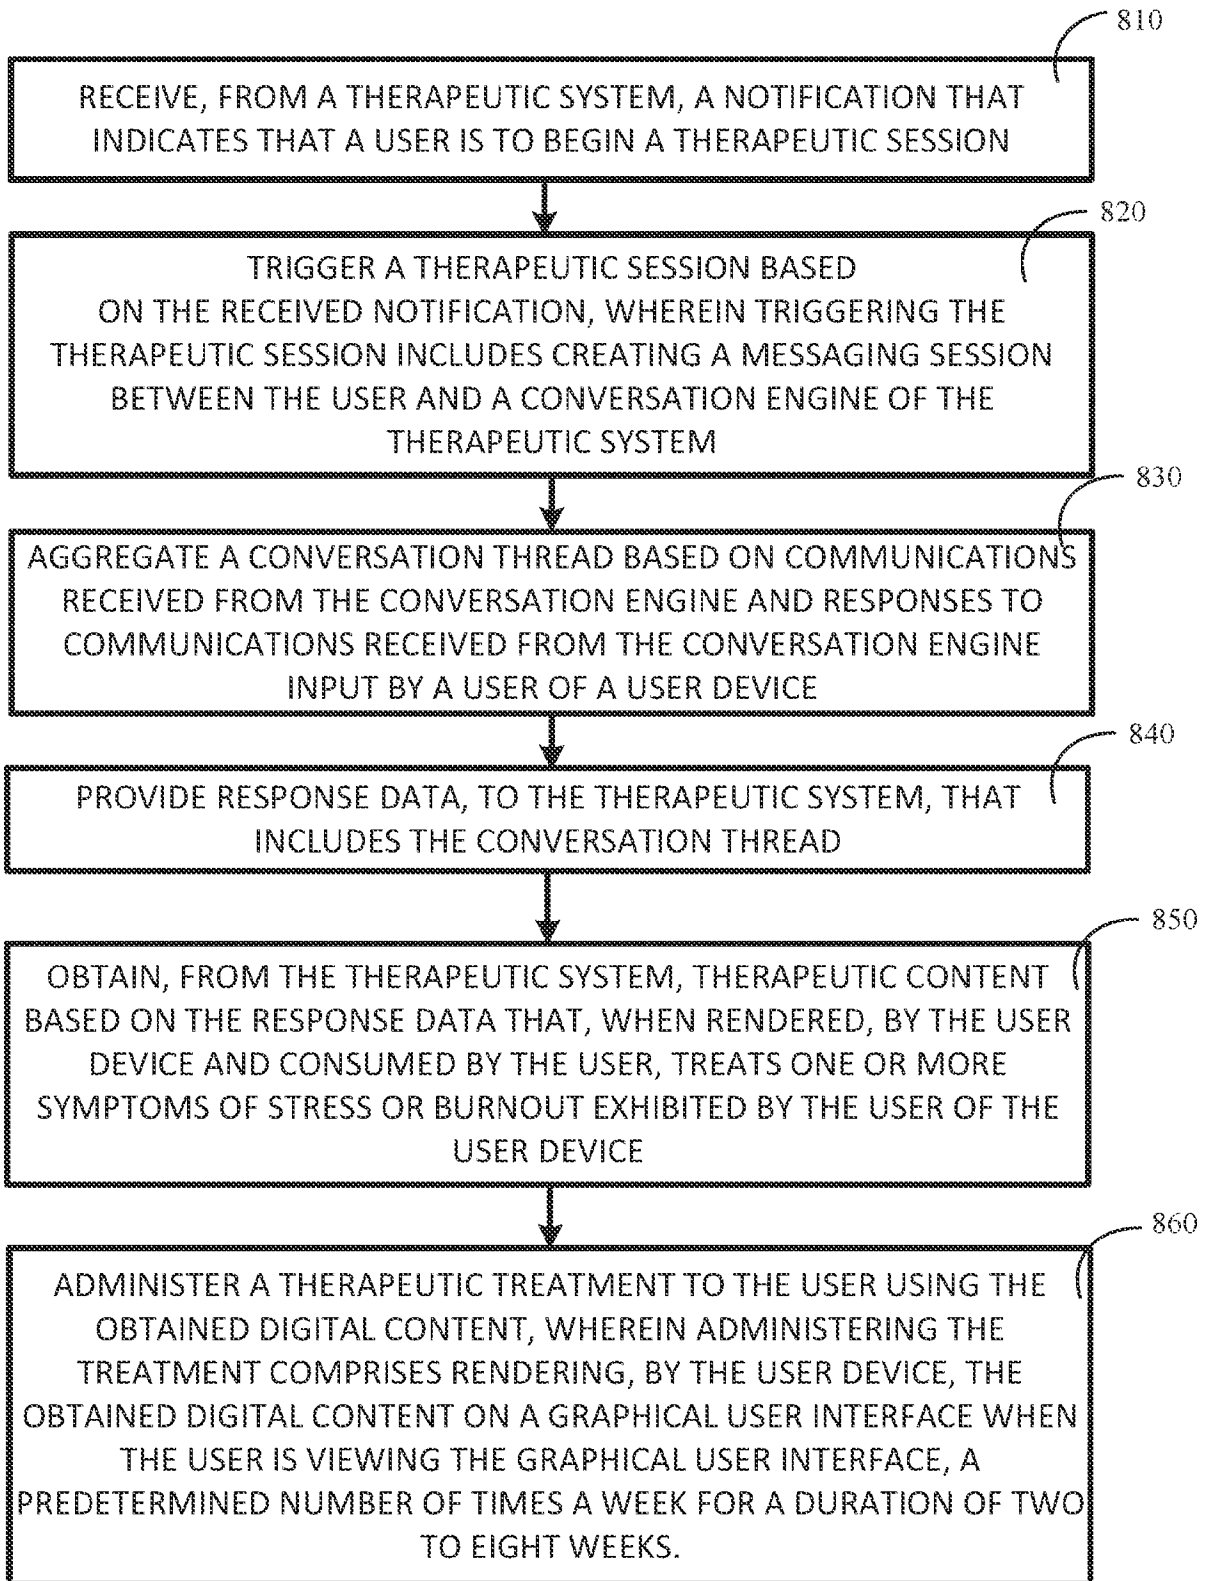 810
RECEIVE, FROM A THERAPEUTIC SYSTEM, A NOTIFICATION THAT
INDICATES THAT A USER IS TO BEGIN A THERAPEUTIC SESSION
820
TRIGGER A THERAPEUTIC SESSION BASED
ON THE RECEIVED NOTIFICATION, WHEREIN TRIGGERING THE
THERAPEUTIC SESSION INCLUDES CREATING A MESSAGING SESSION
BETWEEN THE USER AND A CONVERSATION ENGINE OF THE
THERAPEUTIC SYSTEM
830
AGGREGATE A CONVERSATION THREAD BASED ON COMMUNICATIONS
RECEIVED FROM THE CONVERSATION ENGINE AND RESPONSES TO
COMMUNICATIONS RECEIVED FROM THE CONVERSATION ENGINE
INPUT BY A USER OF A USER DEVICE
840
PROVIDE RESPONSE DATA, TO THE THERAPEUTIC SYSTEM, THAT
INCLUDES THE CONVERSATION THREAD
850
OBTAIN, FROM THE THERAPEUTIC SYSTEM, THERAPEUTIC CONTENT
BASED ON THE RESPONSE DATA THAT, WHEN RENDERED, BY THE USER
DEVICE AND CONSUMED BY THE USER, TREATS ONE OR MORE
SYMPTOMS OF STRESS OR BURNOUT EXHIBITED BY THE USER OF THE
USER DEVICE
860
ADMINISTER A THERAPEUTIC TREATMENT TO THE USER USING THE
OBTAINED DIGITAL CONTENT, WHEREIN ADMINISTERING THE
TREATMENT COMPRISES RENDERING, BY THE USER DEVICE, THE
OBTAINED DIGITAL CONTENT ON A GRAPHICAL USER INTERFACE WHEN
THE USER IS VIEWING THE GRAPHICAL USER INTERFACE, A
PREDETERMINED NUMBER OF TIMES A WEEK FOR A DURATION OF TWO
TO EIGHT WEEKS.